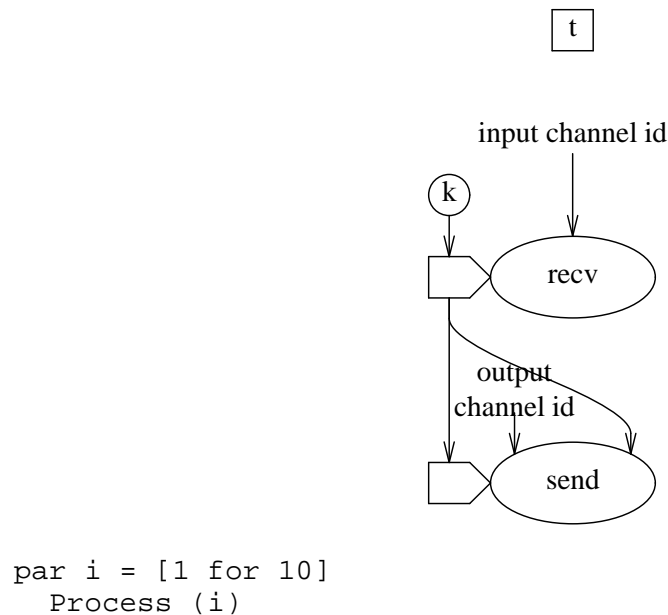 t
input channel id
k
recv
output
channel id
send
par i = [1 for 10]
  Process (i)